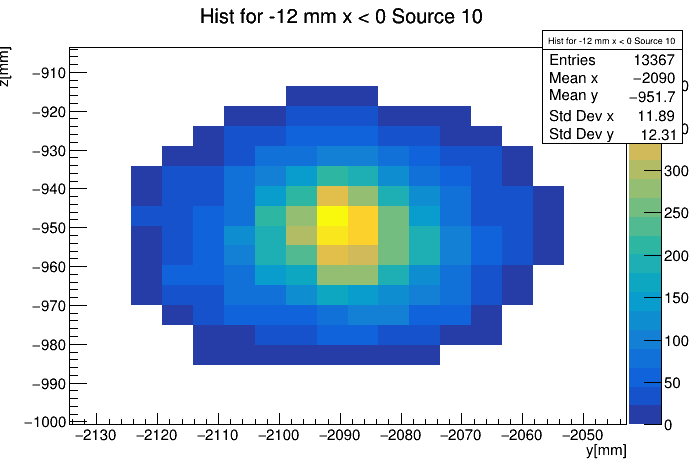 Hist for -12 mm x < 0 Source 10
z[mm]
Hist for -12 mm x < 0 Source 10
Entries 13367
Mean x −2090
Mean y −951.7
Std Dev x 11.89
Std Dev y 12.31
−910
−920
−930
−940
−950
−960
−970
−980
−990
−1000
−2130 −2120 −2110 −2100 −2090 −2080 −2070 −2060 −2050
y[mm]
300
250
200
150
100
50
0